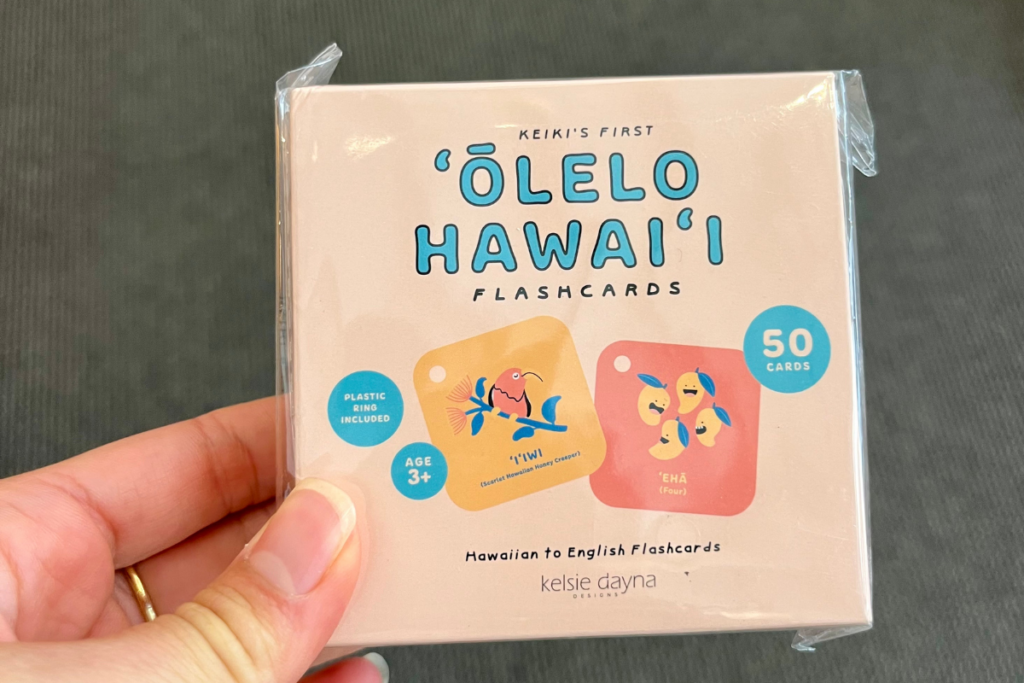 KEIKI'S FIRST
ʻŌLELO
HAWAIʻI
FLASHCARDS
50
CARDS
PLASTIC
RING
INCLUDED
AGE
3+
ʻIʻIWI
(Scarlet Hawaiian Honey Creeper)
ʻEHĀ
(Four)
Hawaiian to English Flashcards
kelsie dayna
DESIGNS